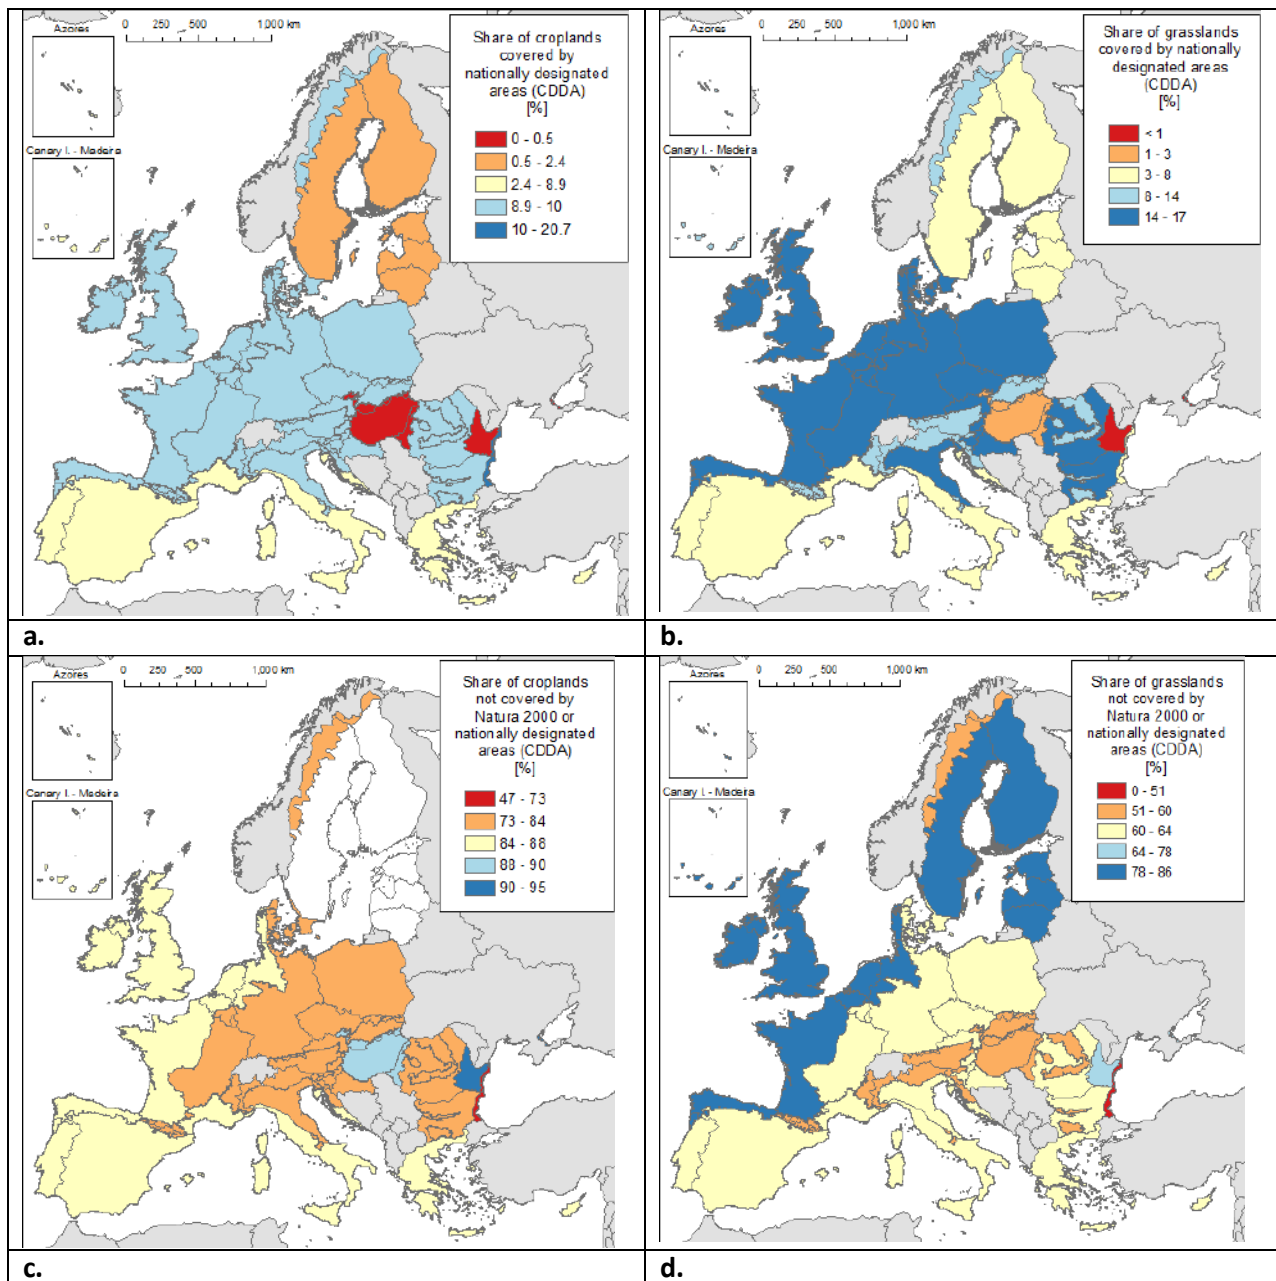 0 250 500 1,000 km
Azores
Canary I. - Madeira
Share of croplands
covered by
nationally designated
areas (CDDA)
[%]
0 - 0.5
0.5 - 2.4
2.4 - 8.9
8.9 - 10
10 - 20.7
a.
0 250 500 1,000 km
Azores
Canary I. - Madeira
Share of grasslands
covered by nationally
designated areas
(CDDA)
[%]
< 1
1 - 3
3 - 8
8 - 14
14 - 17
b.
0 250 500 1,000 km
Azores
Canary I. - Madeira
Share of croplands
not covered by
Natura 2000 or
nationally designated
areas (CDDA)
[%]
47 - 73
73 - 84
84 - 88
88 - 90
90 - 95
c.
0 250 500 1,000 km
Azores
Canary I. - Madeira
Share of grasslands
not covered by
Natura 2000 or
nationally designated
areas (CDDA)
[%]
0 - 51
51 - 60
60 - 64
64 - 78
78 - 86
d.